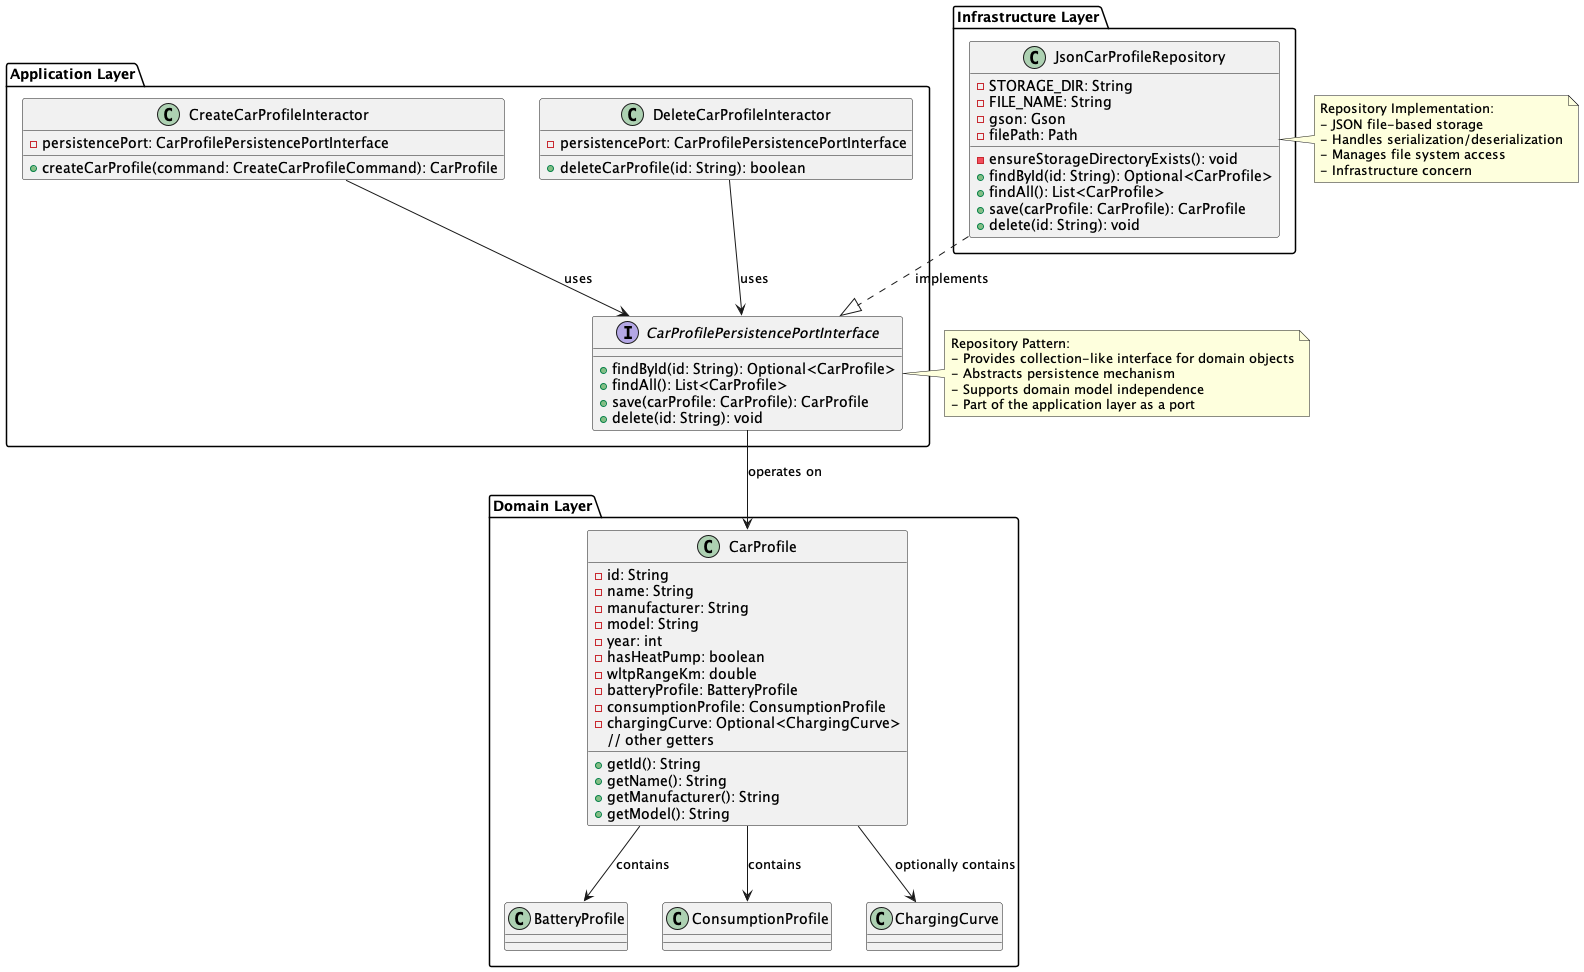 Infrastructure Layer
C JsonCarProfileRepository
STORAGE_DIR: String
FILE_NAME: String
gson: Gson
filePath: Path
ensureStorageDirectoryExists(): void
findById(id: String): Optional<CarProfile>
findAll(): List<CarProfile>
save(carProfile: CarProfile): CarProfile
delete(id: String): void
Repository Implementation:
- JSON file-based storage
- Handles serialization/deserialization
- Manages file system access
- Infrastructure concern
Application Layer
C CreateCarProfileInteractor
persistencePort: CarProfilePersistencePortInterface
createCarProfile(command: CreateCarProfileCommand): CarProfile
C DeleteCarProfileInteractor
persistencePort: CarProfilePersistencePortInterface
deleteCarProfile(id: String): boolean
uses
uses
implements
I CarProfilePersistencePortInterface
findById(id: String): Optional<CarProfile>
findAll(): List<CarProfile>
save(carProfile: CarProfile): CarProfile
delete(id: String): void
Repository Pattern:
- Provides collection-like interface for domain objects
- Abstracts persistence mechanism
- Supports domain model independence
- Part of the application layer as a port
operates on
Domain Layer
C CarProfile
id: String
name: String
manufacturer: String
model: String
year: int
hasHeatPump: boolean
wltpRangeKm: double
batteryProfile: BatteryProfile
consumptionProfile: ConsumptionProfile
chargingCurve: Optional<ChargingCurve>
// other getters
getId(): String
getName(): String
getManufacturer(): String
getModel(): String
contains
contains
optionally contains
C BatteryProfile
C ConsumptionProfile
C ChargingCurve